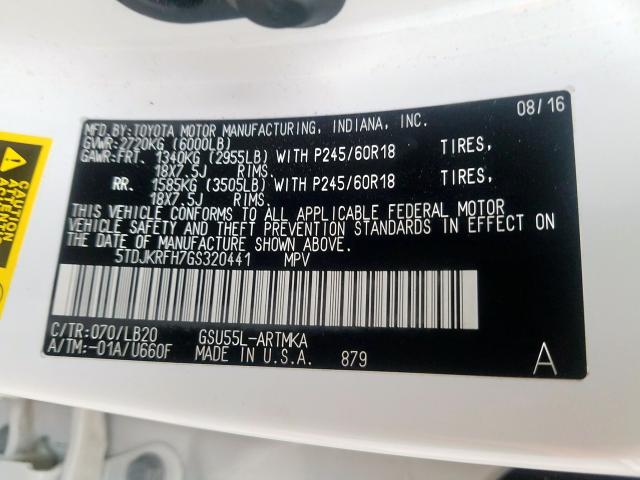 08/16
MFD.BY:TOYOTA MOTOR MANUFACTURING, INDIANA, INC.
GVWR:2720KG (6000LB)
GAWR:FRT. 1340KG (2955LB) WITH P245/60R18 TIRES,
18X7.5J RIMS.
RR. 1585KG (3505LB) WITH P245/60R18 TIRES,
18X7.5J RIMS.
THIS VEHICLE CONFORMS TO ALL APPLICABLE FEDERAL MOTOR
VEHICLE SAFETY AND THEFT PREVENTION STANDARDS IN EFFECT ON
THE DATE OF MANUFACTURE SHOWN ABOVE.
5TDJKRFH7GS320441 MPV
C/TR:070/LB20 GSU55L-ARTMKA
A/TM:-01A/U660F MADE IN U.S.A. 879 A
CAUTION